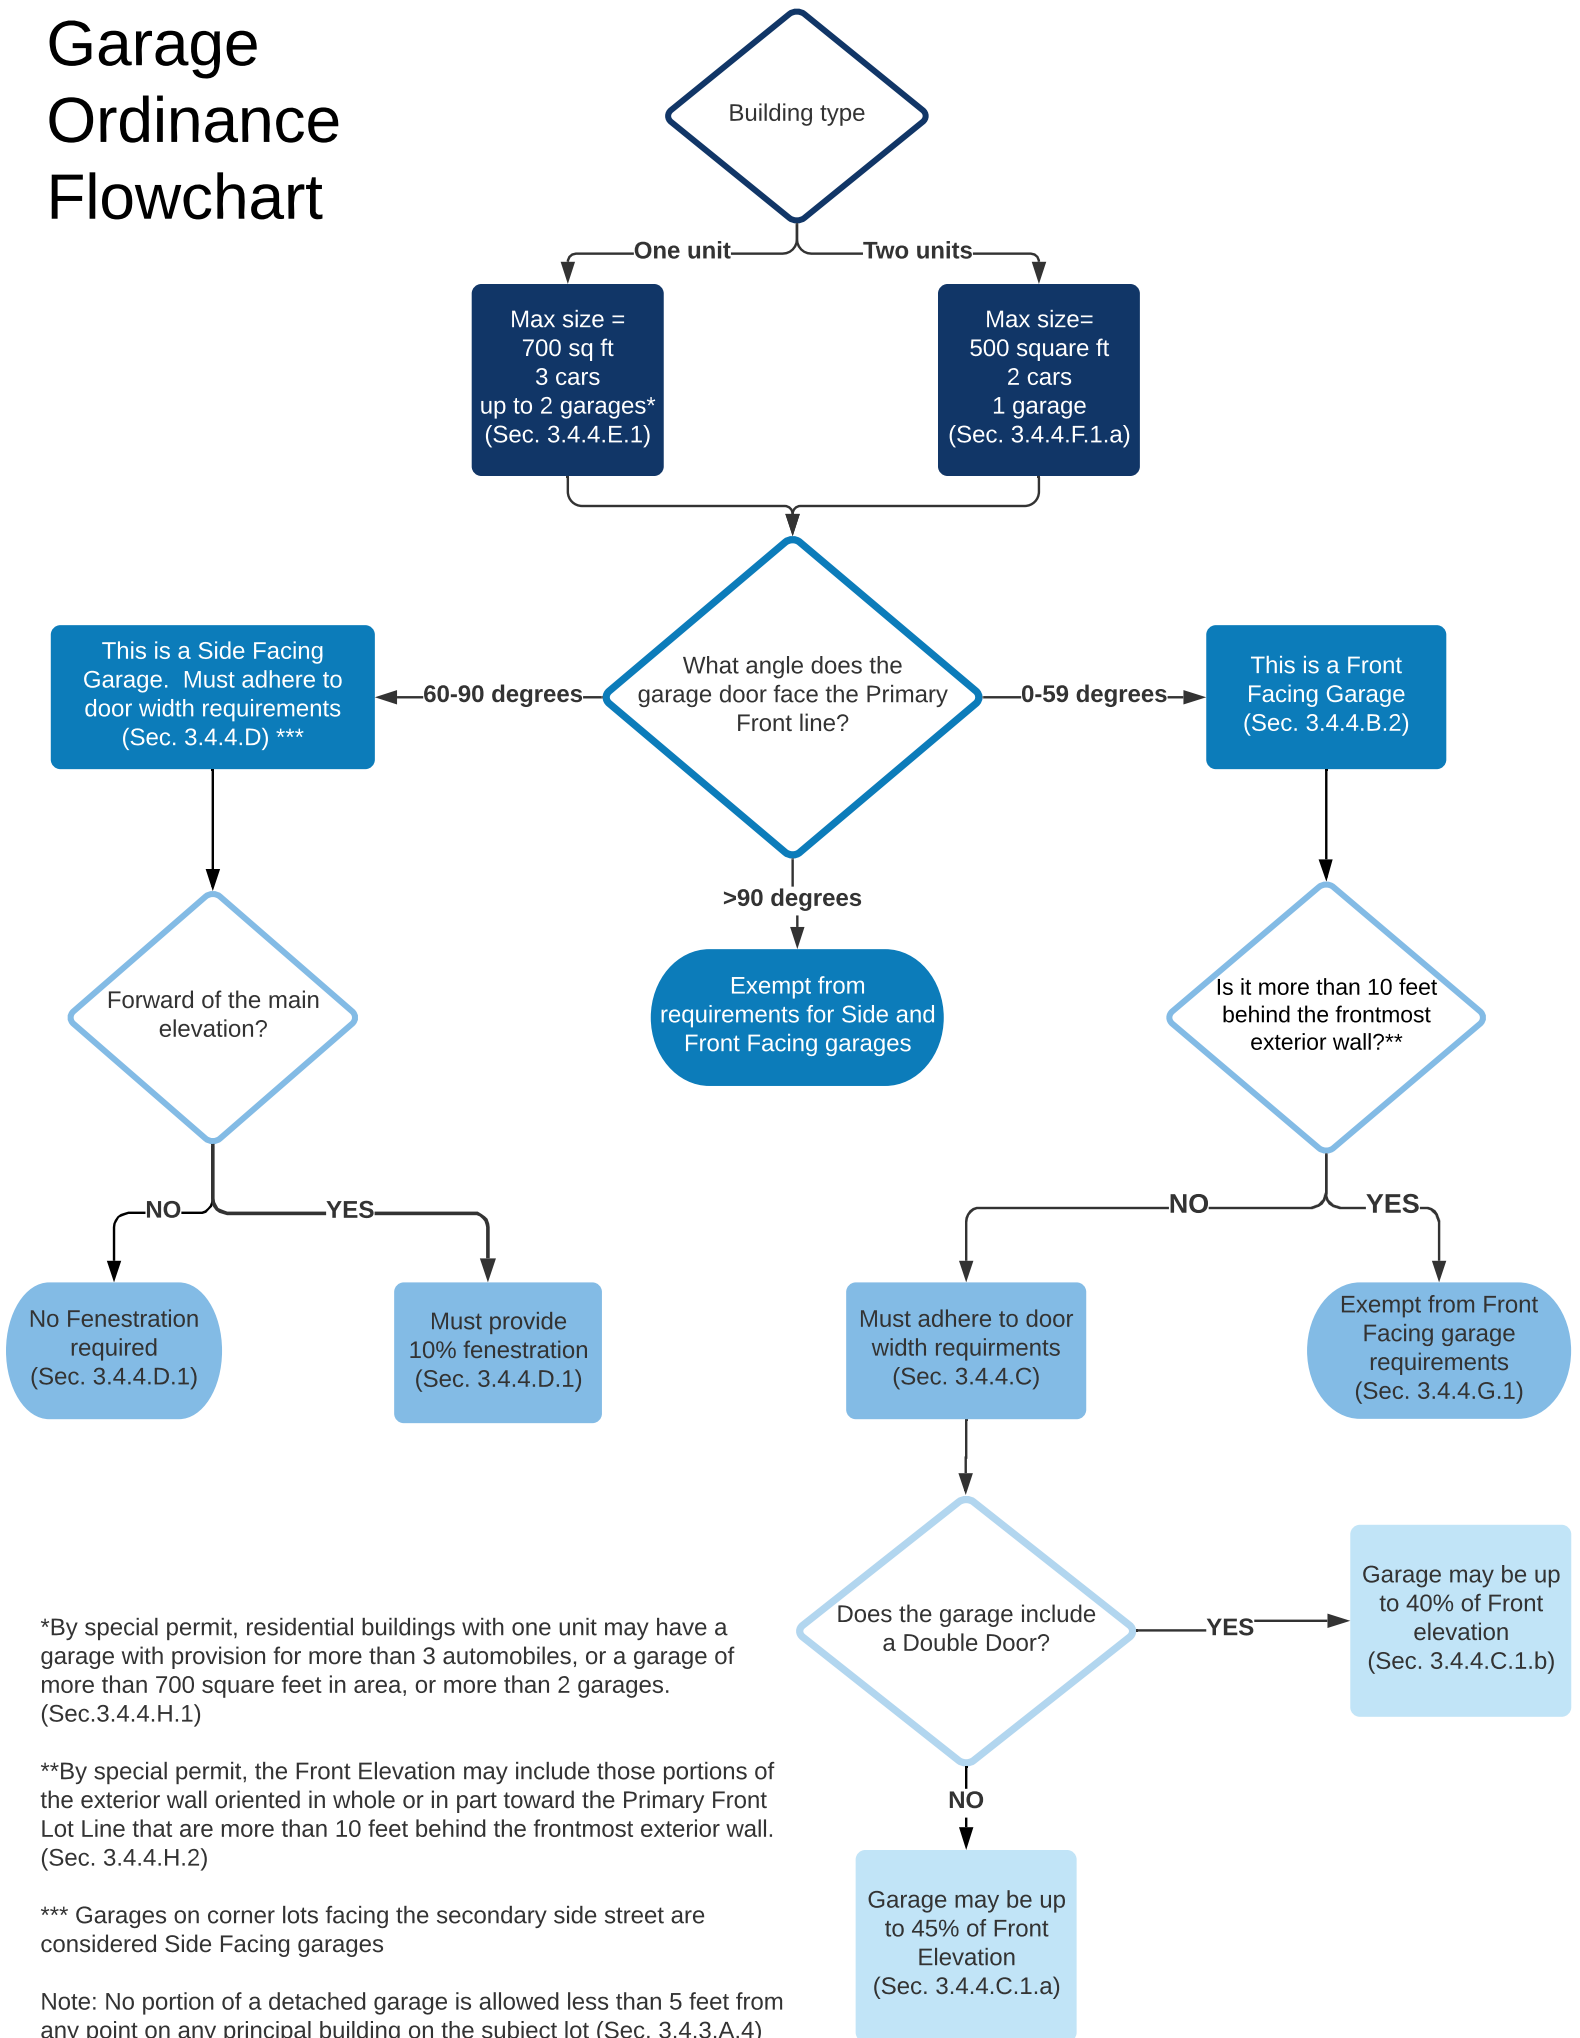 Garage
Ordinance
Flowchart
Building type
One unit
Two units
Max size =
700 sq ft
3 cars
up to 2 garages*
(Sec. 3.4.4.E.1)
Max size=
500 square ft
2 cars
1 garage
(Sec. 3.4.4.F.1.a)
This is a Side Facing
Garage.  Must adhere to
door width requirements
(Sec. 3.4.4.D) ***
60-90 degrees
What angle does the
garage door face the Primary
Front line?
0-59 degrees
This is a Front
Facing Garage
(Sec. 3.4.4.B.2)
>90 degrees
Forward of the main
elevation?
Exempt from
requirements for Side and
Front Facing garages
Is it more than 10 feet
behind the frontmost
exterior wall?**
NO
YES
NO
YES
No Fenestration
required
(Sec. 3.4.4.D.1)
Must provide
10% fenestration
(Sec. 3.4.4.D.1)
Must adhere to door
width requirments
(Sec. 3.4.4.C)
Exempt from Front
Facing garage
requirements
(Sec. 3.4.4.G.1)
Does the garage include
a Double Door?
YES
Garage may be up
to 40% of Front
elevation
(Sec. 3.4.4.C.1.b)
NO
Garage may be up
to 45% of Front
Elevation
(Sec. 3.4.4.C.1.a)
*By special permit, residential buildings with one unit may have a
garage with provision for more than 3 automobiles, or a garage of
more than 700 square feet in area, or more than 2 garages.
(Sec.3.4.4.H.1)
**By special permit, the Front Elevation may include those portions of
the exterior wall oriented in whole or in part toward the Primary Front
Lot Line that are more than 10 feet behind the frontmost exterior wall.
(Sec. 3.4.4.H.2)
*** Garages on corner lots facing the secondary side street are
considered Side Facing garages
Note: No portion of a detached garage is allowed less than 5 feet from
any point on any principal building on the subject lot (Sec. 3.4.3.A.4)